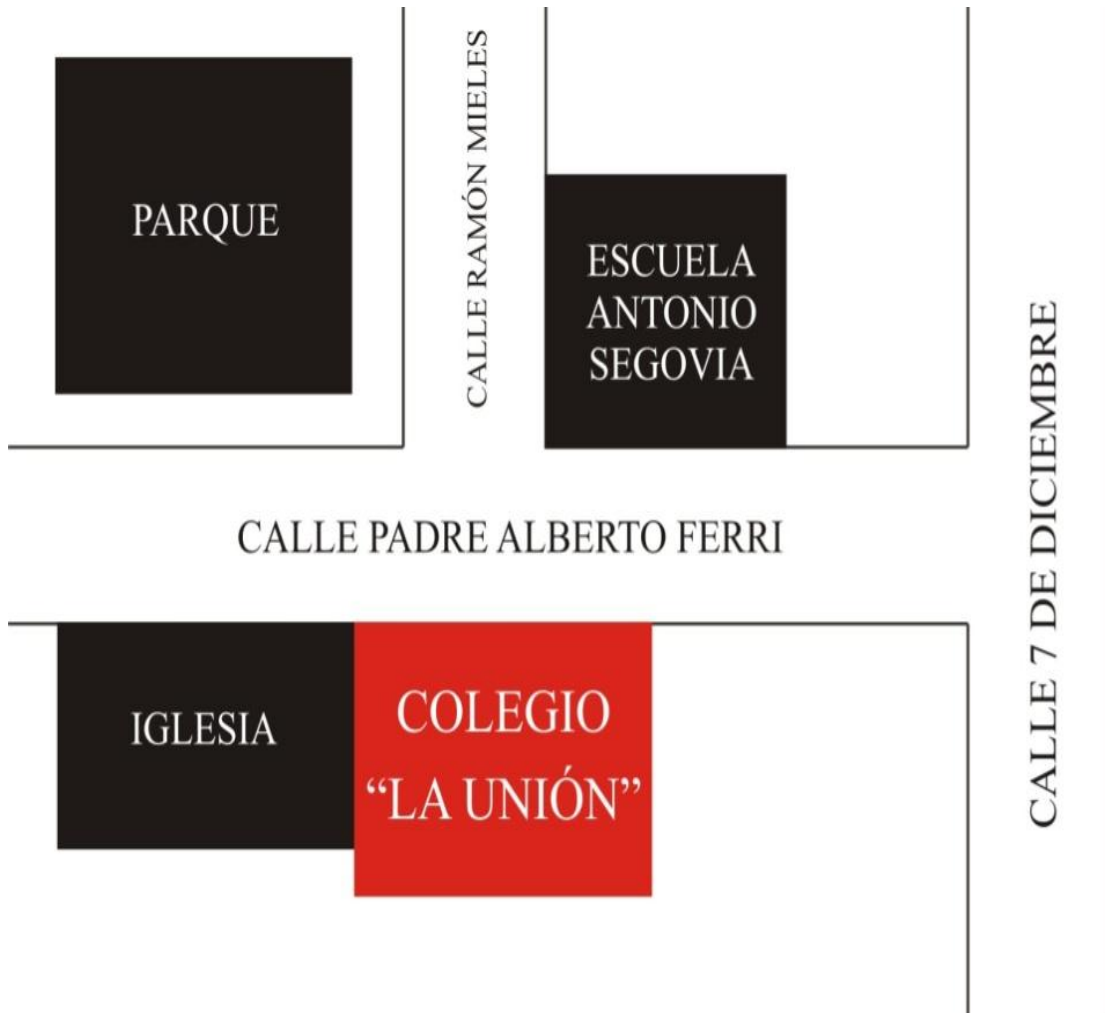 PARQUE
CALLE RAMÓN MIELES
ESCUELA
ANTONIO
SEGOVIA
CALLE PADRE ALBERTO FERRI
CALLE 7 DE DICIEMBRE
IGLESIA
COLEGIO
“LA UNIÓN”